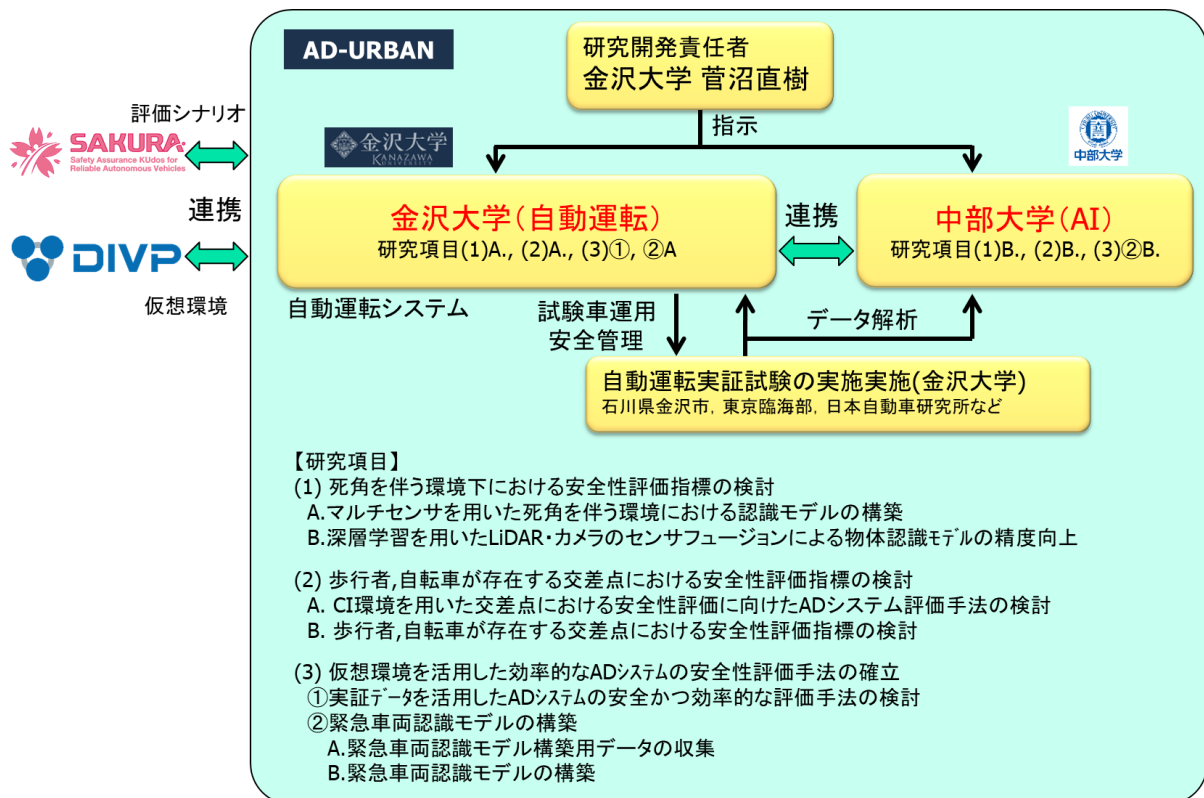 AD-URBAN
研究開発責任者
金沢大学 菅沼直樹
指示
評価シナリオ
SAKURA
Safety Assurance KUdos for
Reliable Autonomous Vehicles
連携
DIVP
仮想環境
金沢大学
KANAZAWA
UNIVERSITY
中部大学
金沢大学(自動運転)
研究項目(1)A., (2)A., (3)①, ②A
連携
中部大学(AI)
研究項目(1)B., (2)B., (3)②B.
自動運転システム
試験車運用
安全管理
データ解析
自動運転実証試験の実施実施(金沢大学)
石川県金沢市, 東京臨海部, 日本自動車研究所など
【研究項目】
(1) 死角を伴う環境下における安全性評価指標の検討
A.マルチセンサを用いた死角を伴う環境における認識モデルの構築
B.深層学習を用いたLiDAR・カメラのセンサフュージョンによる物体認識ﾓﾃﾞﾙの精度向上
(2) 歩行者,自転車が存在する交差点における安全性評価指標の検討
A. CI環境を用いた交差点における安全性評価に向けたADシステム評価手法の検討
B. 歩行者,自転車が存在する交差点における安全性評価指標の検討
(3) 仮想環境を活用した効率的なADｼｽﾃﾑの安全性評価手法の確立
①実証ﾃﾞｰﾀを活用したADｼｽﾃﾑの安全かつ効率的な評価手法の検討
②緊急車両認識モデルの構築
A.緊急車両認識モデル構築用データの収集
B.緊急車両認識モデルの構築